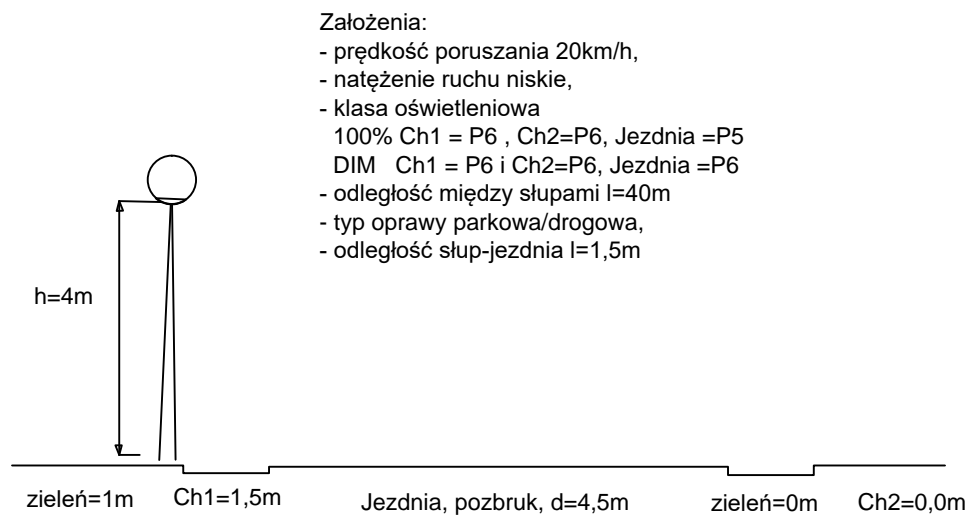 Założenia:
- prędkość poruszania 20km/h,
- natężenie ruchu niskie,
- klasa oświetleniowa
100% Ch1 = P6 , Ch2=P6, Jezdnia =P5
DIM Ch1 = P6 i Ch2=P6, Jezdnia =P6
- odległość między słupami l=40m
- typ oprawy parkowa/drogowa,
- odległość słup-jezdnia l=1,5m
h=4m
zieleń=1m Ch1=1,5m Jezdnia, pozbruk, d=4,5m zieleń=0m Ch2=0,0m